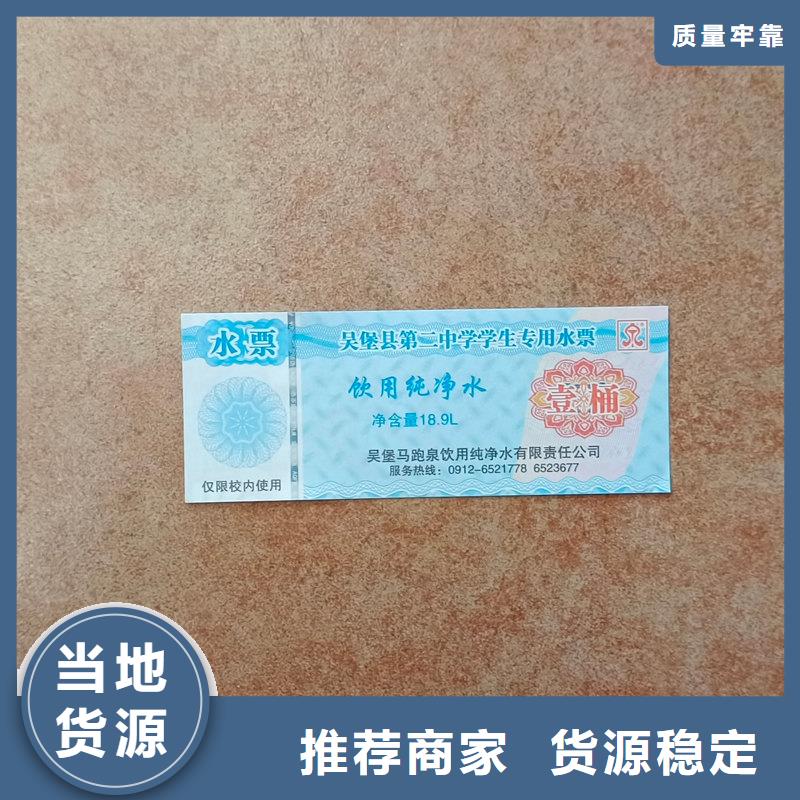 质量牢靠
水票
吴堡县第二中学学生专用水票
饮用纯净水
净含量18.9L
壹桶
吴堡马跑泉饮用纯净水有限责任公司
服务热线：0912-6521778 6523677
仅限校内使用
当地
货源
推荐商家 货源稳定